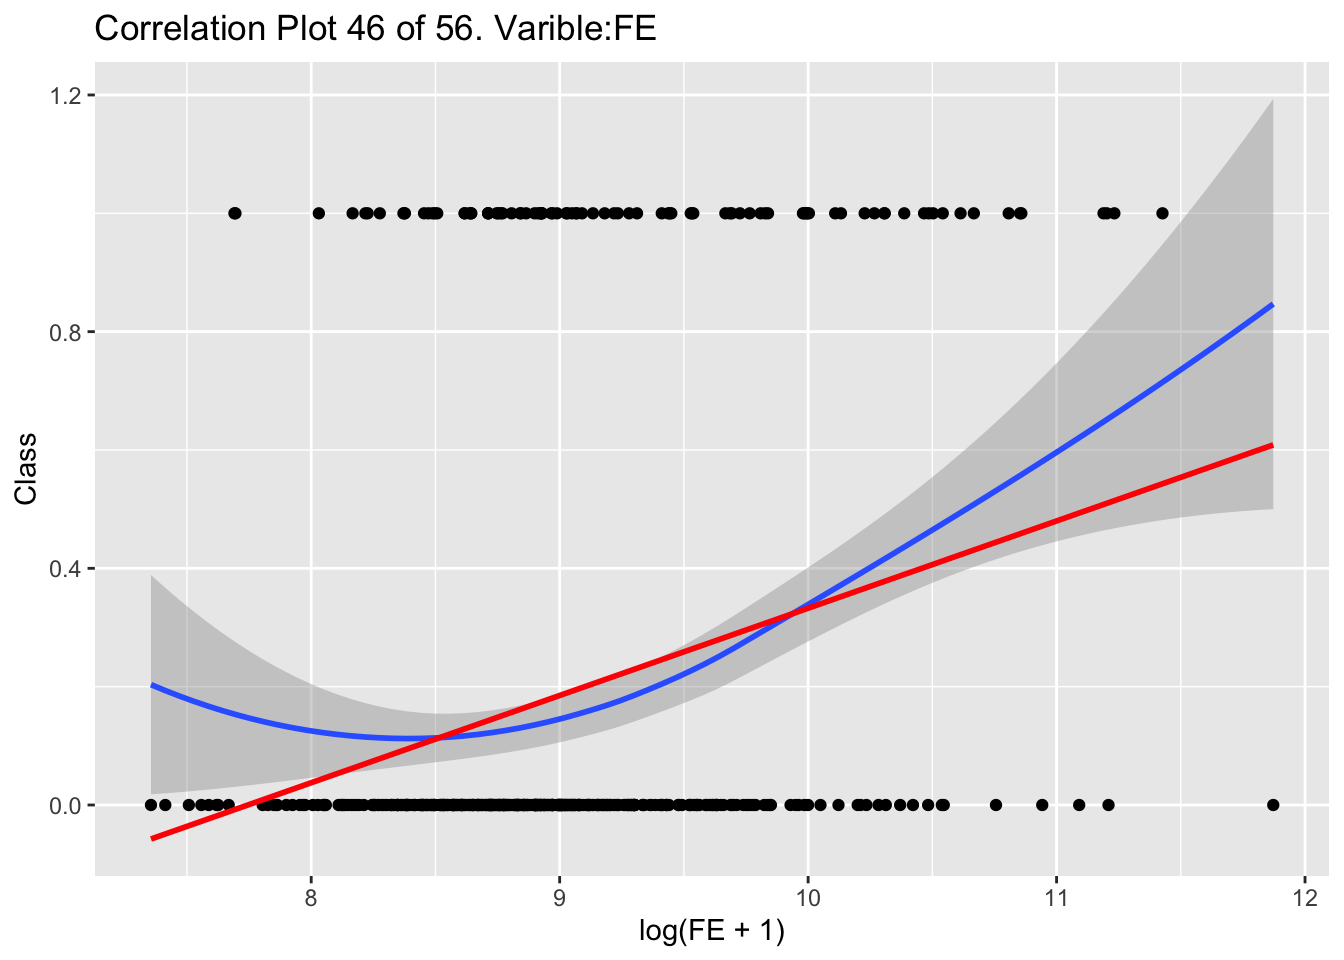 Correlation Plot 46 of 56. Varible:FE
1.2
0.8
0.4
0.0
Class
8 9 10 11 12
log(FE + 1)